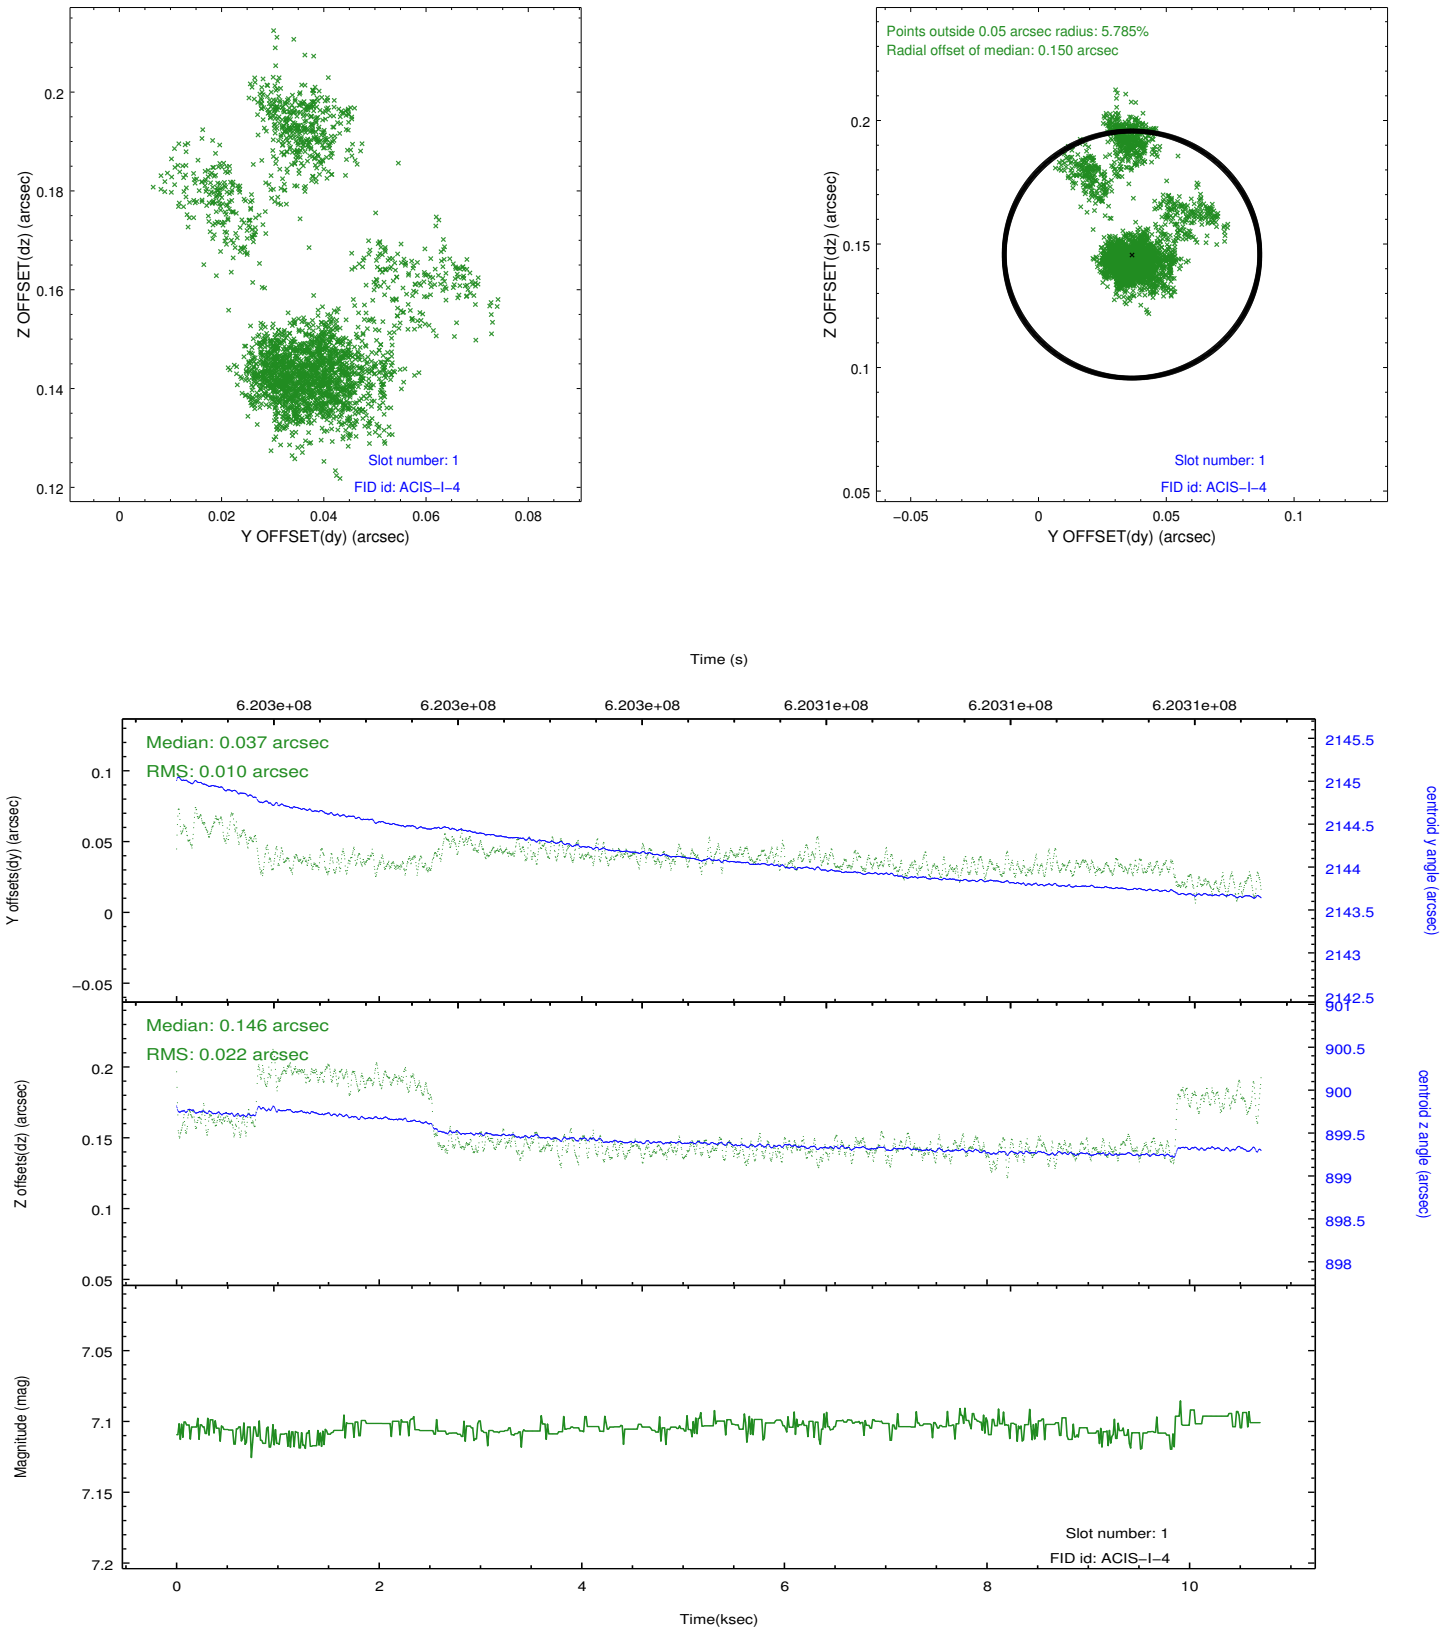 0.2
0.18
0.16
0.14
0.12
Z OFFSET(dz) (arcsec)
Slot number: 1
FID id: ACIS−I−4
0 0.02 0.04 0.06 0.08
Y OFFSET(dy) (arcsec)
Points outside 0.05 arcsec radius: 5.785%
Radial offset of median: 0.150 arcsec
0.2
0.15
0.1
0.05
Z OFFSET(dz) (arcsec)
Slot number: 1
FID id: ACIS−I−4
−0.05 0 0.05 0.1
Y OFFSET(dy) (arcsec)
Time (s)
6.203e+08 6.203e+08 6.203e+08 6.2031e+08 6.2031e+08 6.2031e+08
Median: 0.037 arcsec
RMS: 0.010 arcsec
0.1
0.05
0
−0.05
Y offsets(dy) (arcsec)
2145.5
2145
2144.5
2144
2143.5
2143
2142.5
centroid y angle (arcsec)
Median: 0.146 arcsec
RMS: 0.022 arcsec
0.2
0.15
0.1
0.05
Z offsets(dz) (arcsec)
901
900.5
900
899.5
899
898.5
898
centroid z angle (arcsec)
7.05
7.1
7.15
7.2
Magnitude (mag)
Slot number: 1
FID id: ACIS−I−4
0 2 4 6 8 10
Time(ksec)